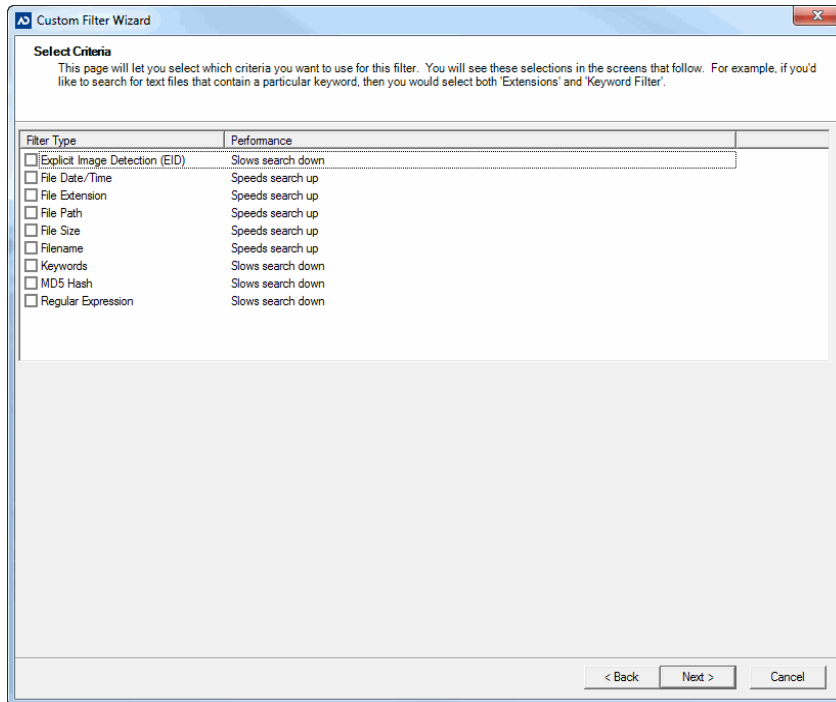 Custom Filter Wizard
Select Criteria
This page will let you select which criteria you want to use for this filter. You will see these selections in the screens that follow. For example, if you'd
like to search for text files that contain a particular keyword, then you would select both 'Extensions' and 'Keyword Filter'.
Filter Type Performance
Explicit Image Detection (EID) Slows search down
File Date/Time Speeds search up
File Extension Speeds search up
File Path Speeds search up
File Size Speeds search up
Filename Speeds search up
Keywords Slows search down
MD5 Hash Slows search down
Regular Expression Slows search down
< Back Next > Cancel